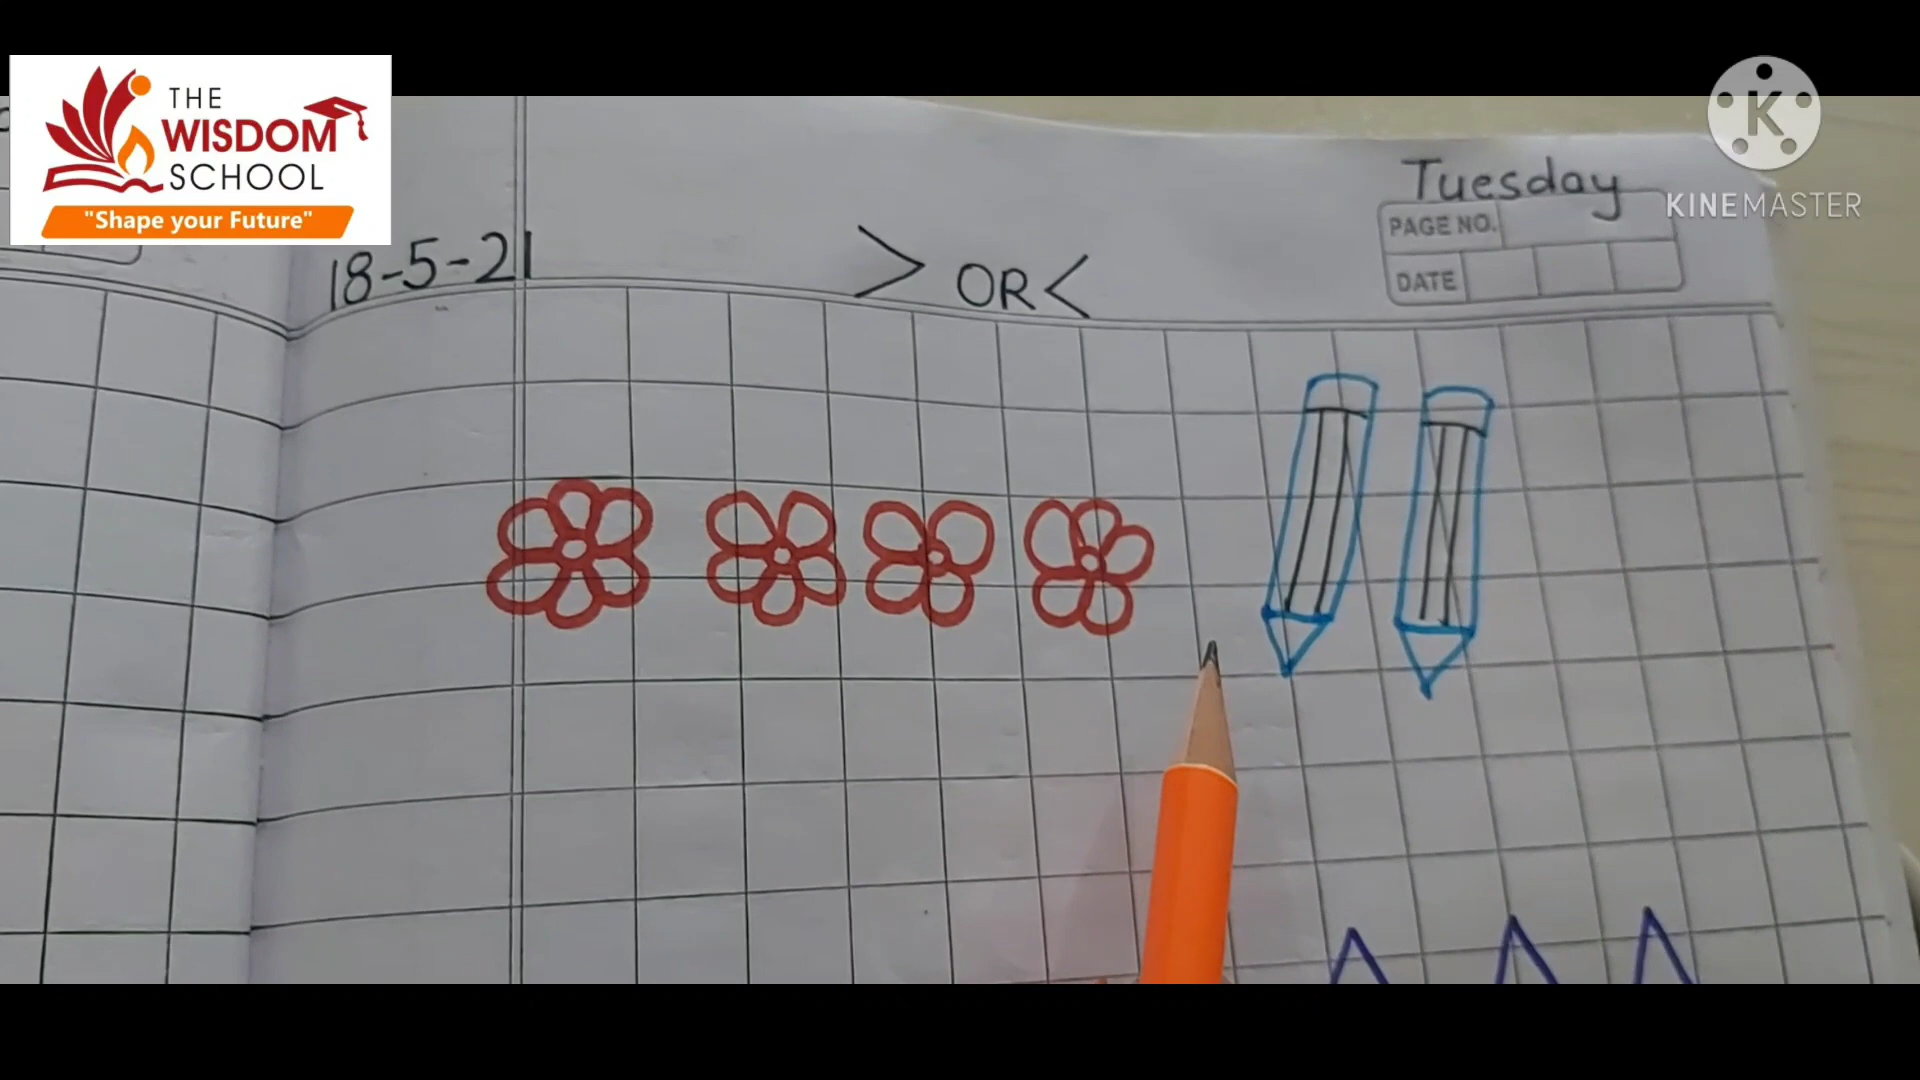 THE
WISDOM
SCHOOL
"Shape your Future"
K
KINEMASTER
Tuesday
PAGE NO.
DATE
18-5-21
> OR <